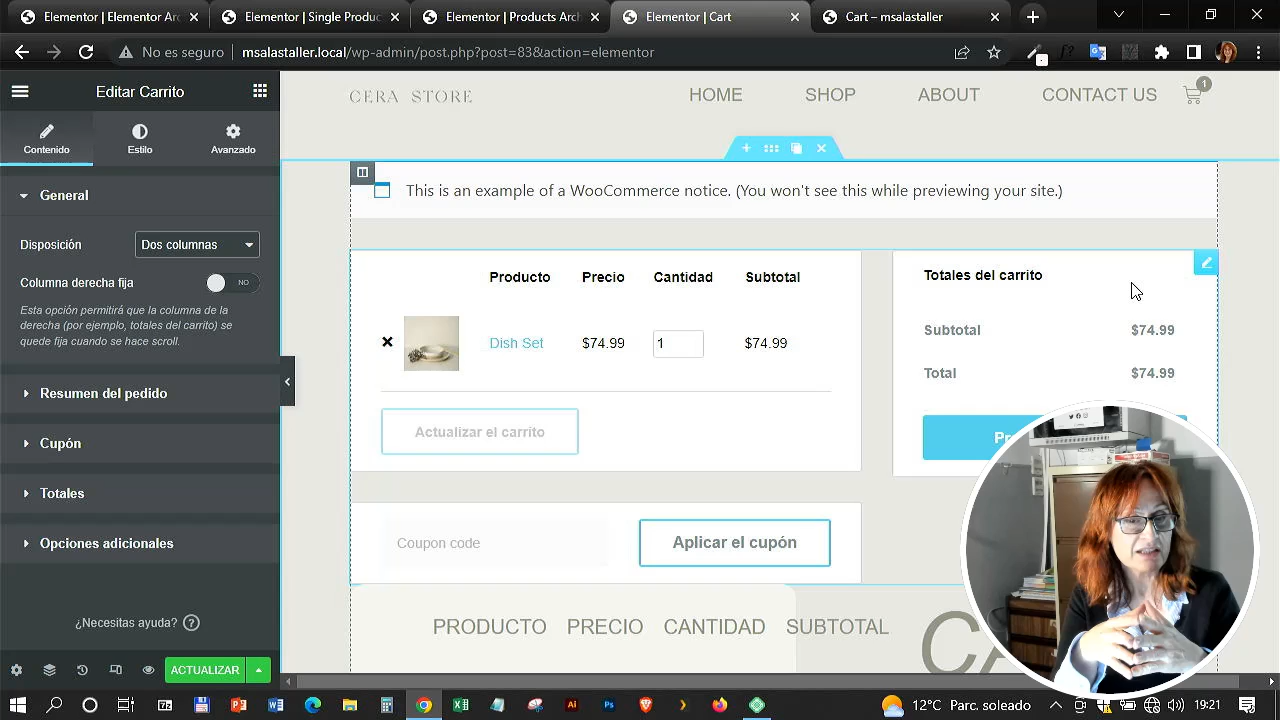 Elementor | Elementor Arc
Elementor | Single Produc
Elementor | Products Arch
Elementor | Cart
Cart – msalastaller
No es seguro
msalastaller.local/wp-admin/post.php?post=83&action=elementor
Editar Carrito
Contenido
Estilo
Avanzado
General
Disposición
Dos columnas
Columna derecha fija
NO
Esta opción permitirá que la columna de la
derecha (por ejemplo, totales del carrito) se
quede fija cuando se hace scroll.
Resumen del pedido
Cupón
Totales
Opciones adicionales
¿Necesitas ayuda?
ACTUALIZAR
CERA STORE
HOME
SHOP
ABOUT
CONTACT US
1
This is an example of a WooCommerce notice. (You won't see this while previewing your site.)
Producto
Precio
Cantidad
Subtotal
Dish Set
$74.99
1
$74.99
Actualizar el carrito
Coupon code
Aplicar el cupón
Totales del carrito
Subtotal
$74.99
Total
$74.99
PRODUCTO
PRECIO
CANTIDAD
SUBTOTAL
12°C
Parc. soleado
19:21